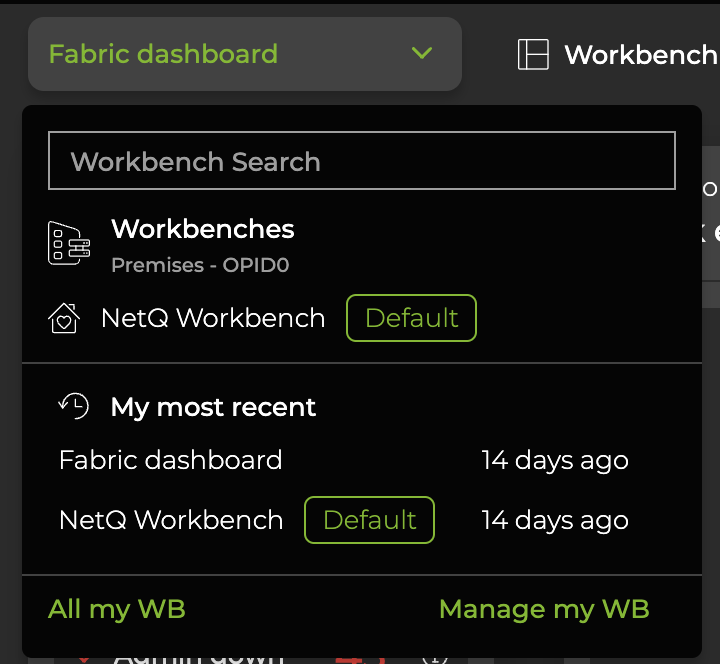 Fabric dashboard
Workbench
Workbench Search
Workbenches
Premises - OPID0
NetQ Workbench Default
My most recent
Fabric dashboard 14 days ago
NetQ Workbench Default 14 days ago
All my WB Manage my WB